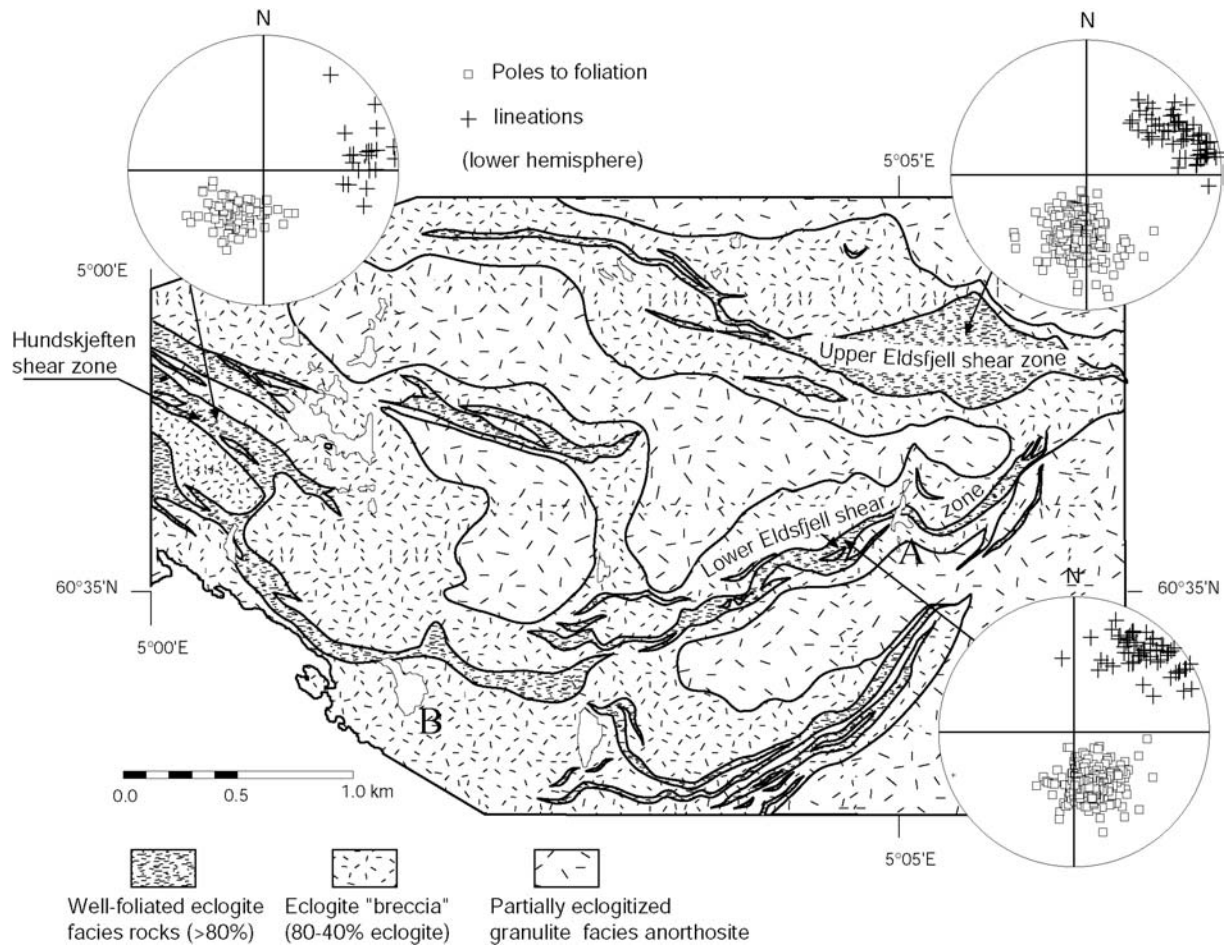 N
N
□ Poles to foliation
+ lineations
(lower hemisphere)
5°05'E
5°00'E
Hundskjeften
shear zone
Upper Eldsfjell shear zone
Lower Eldsfjell shear
zone
A
N
60°35'N
60°35'N
5°00'E
B
0.0
0.5
1.0 km
5°05'E
Well-foliated eclogite
facies rocks (>80%)
Eclogite "breccia"
(80-40% eclogite)
Partially eclogitized
granulite facies anorthosite